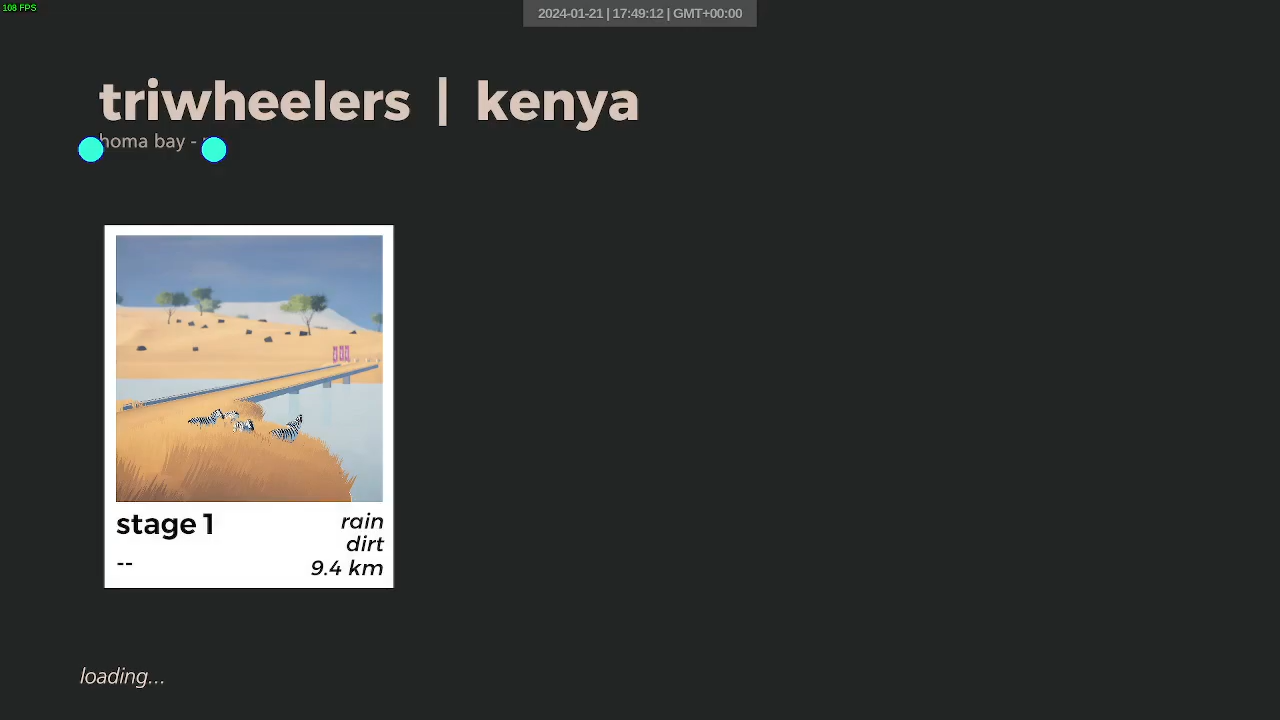 108 FPS
2024-01-21 | 17:49:12 | GMT+00:00
triwheelers | kenya
homa bay -
stage 1
rain
dirt
--
9.4 km
loading...